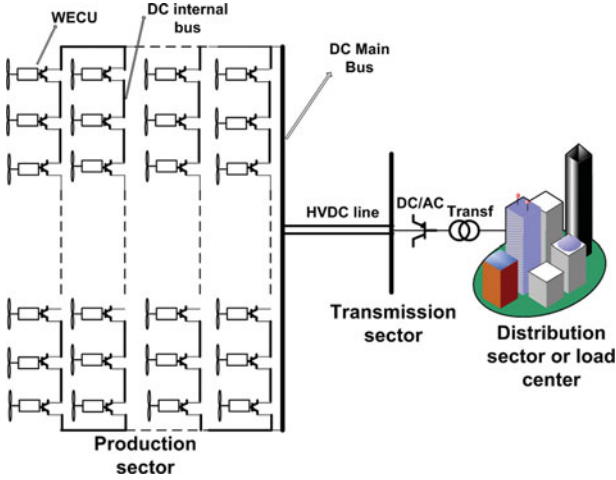 WECU
DC internal
bus
DC Main
Bus
HVDC line
DC/AC
Transf
Transmission
sector
Distribution
sector or load
center
Production
sector